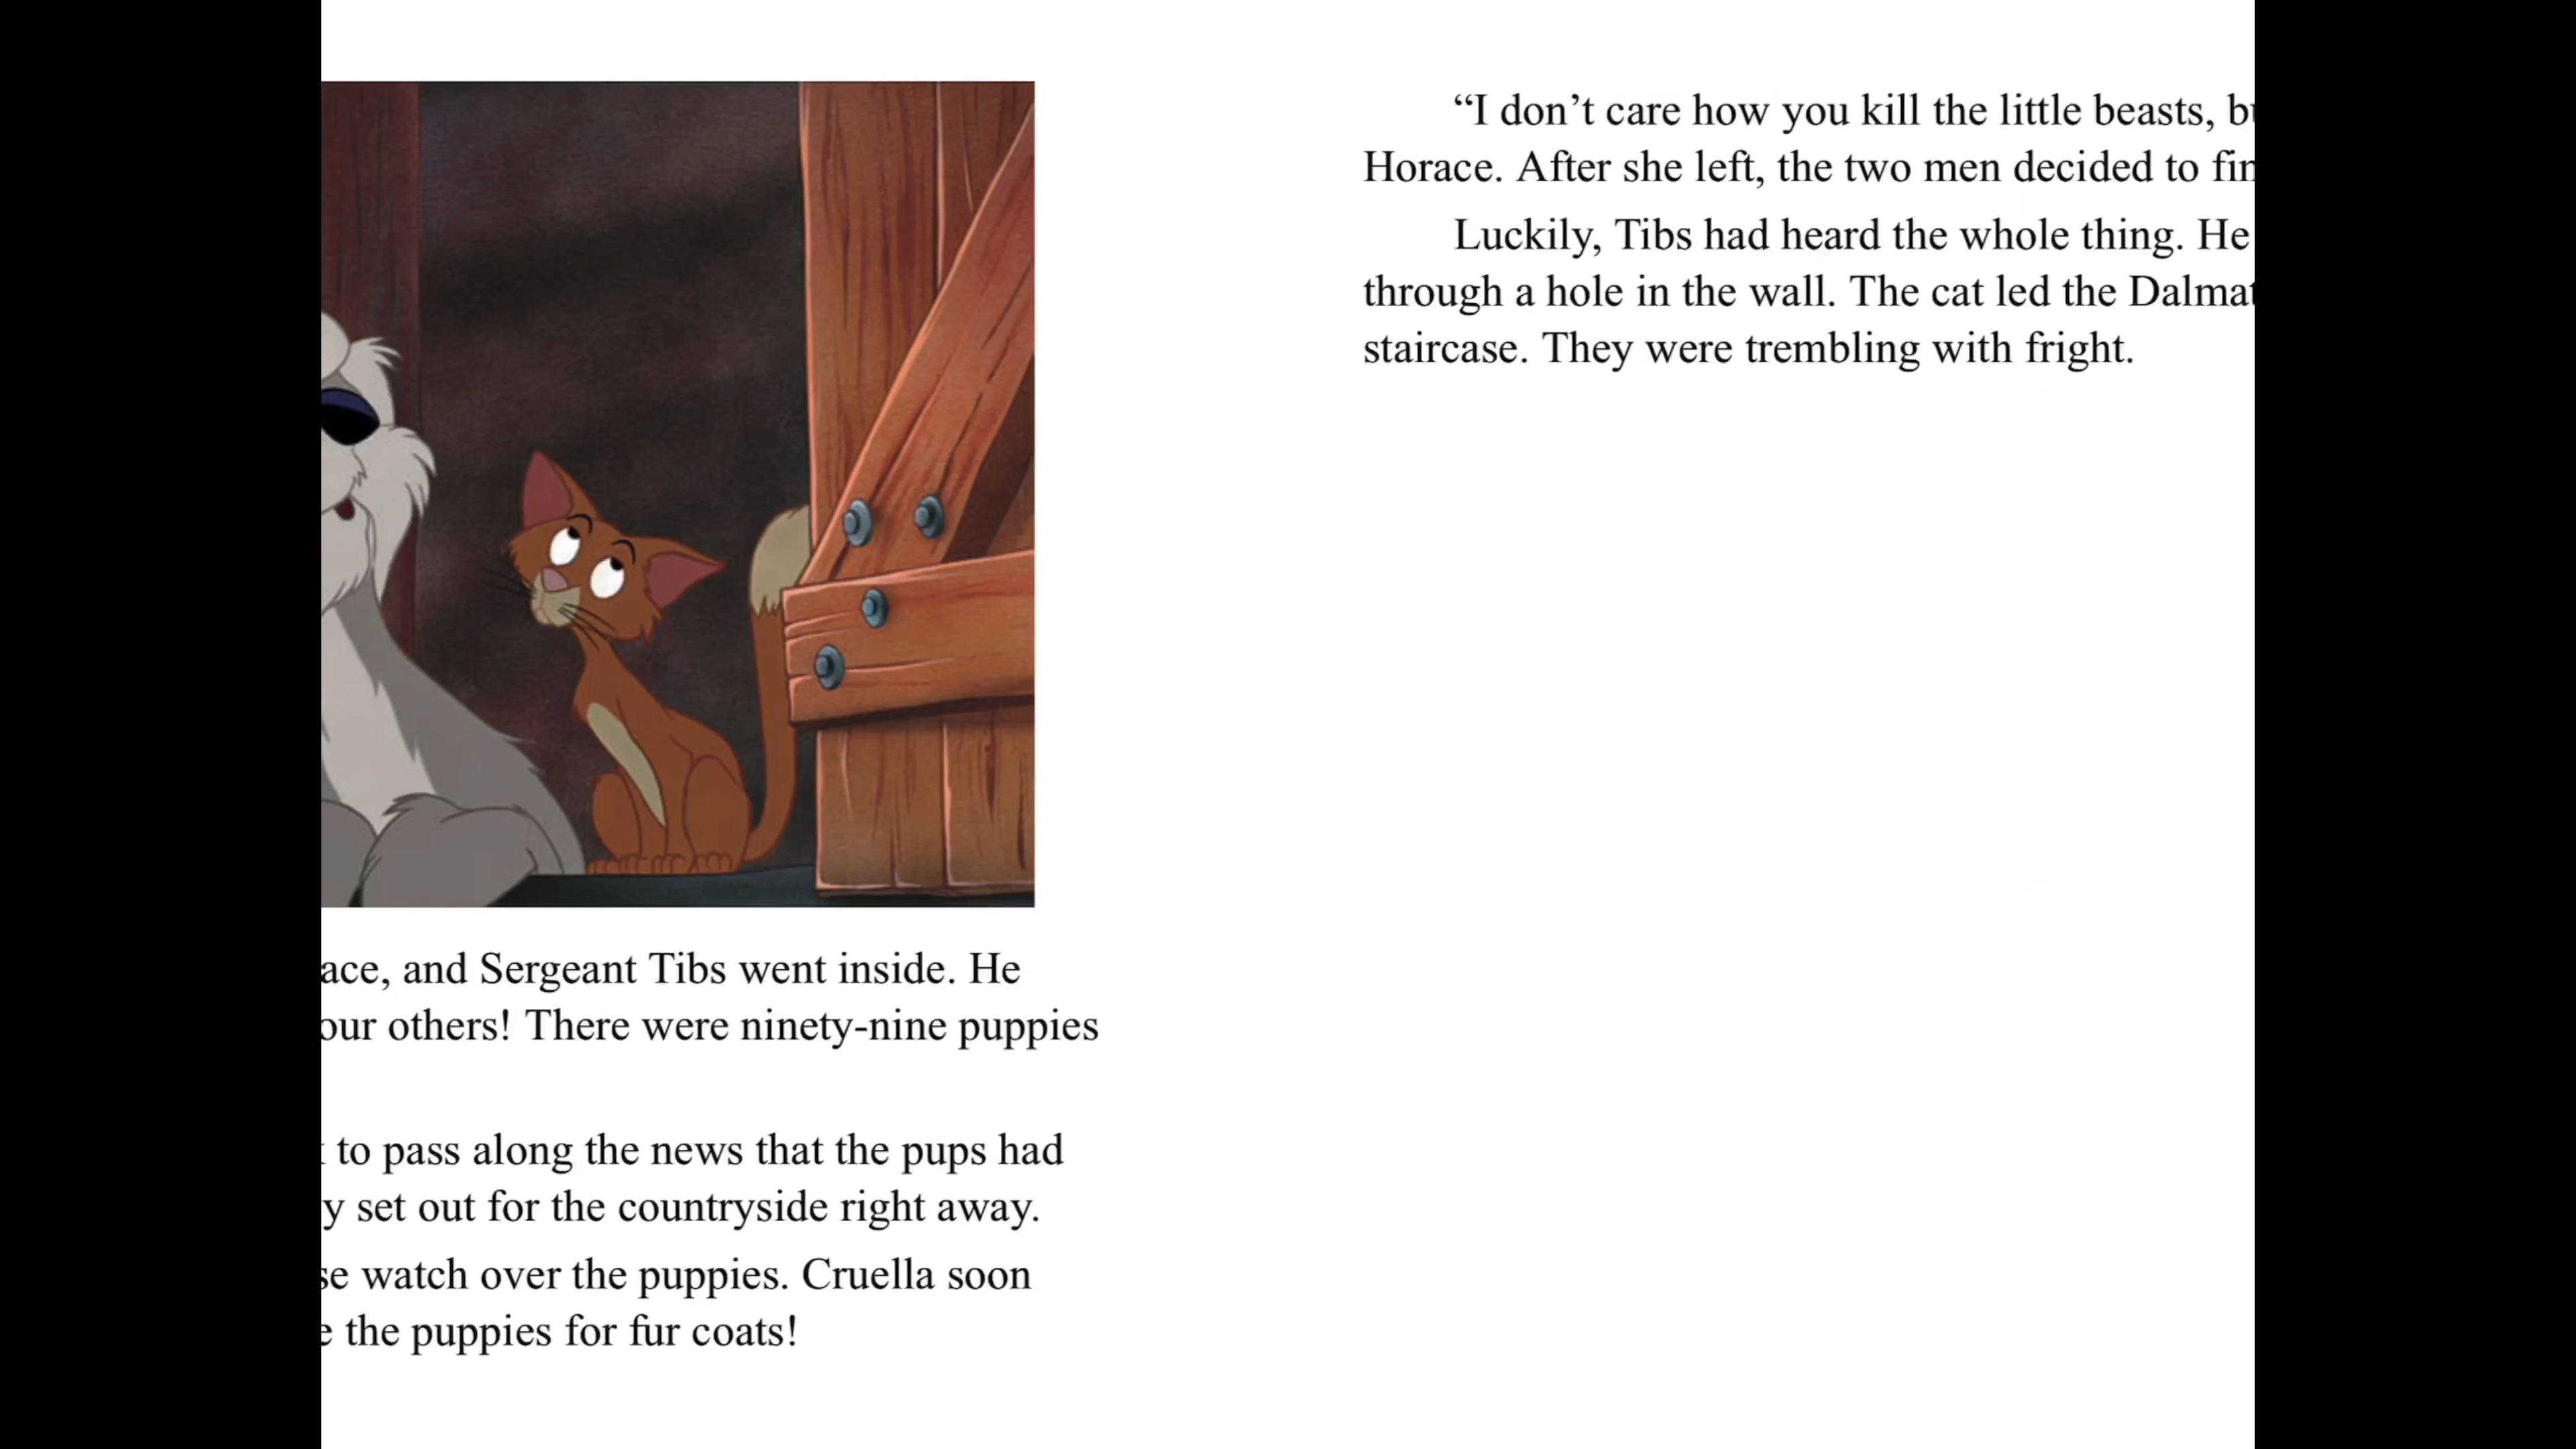 and Sergeant Tibs went inside. He
others! There were ninety-nine puppies
to pass along the news that the pups had
set out for the countryside right away.
watch over the puppies. Cruella soon
the puppies for fur coats!
“I don’t care how you kill the little beasts,
Horace. After she left, the two men decided to
Luckily, Tibs had heard the whole thing. He
through a hole in the wall. The cat led the
staircase. They were trembling with fright.